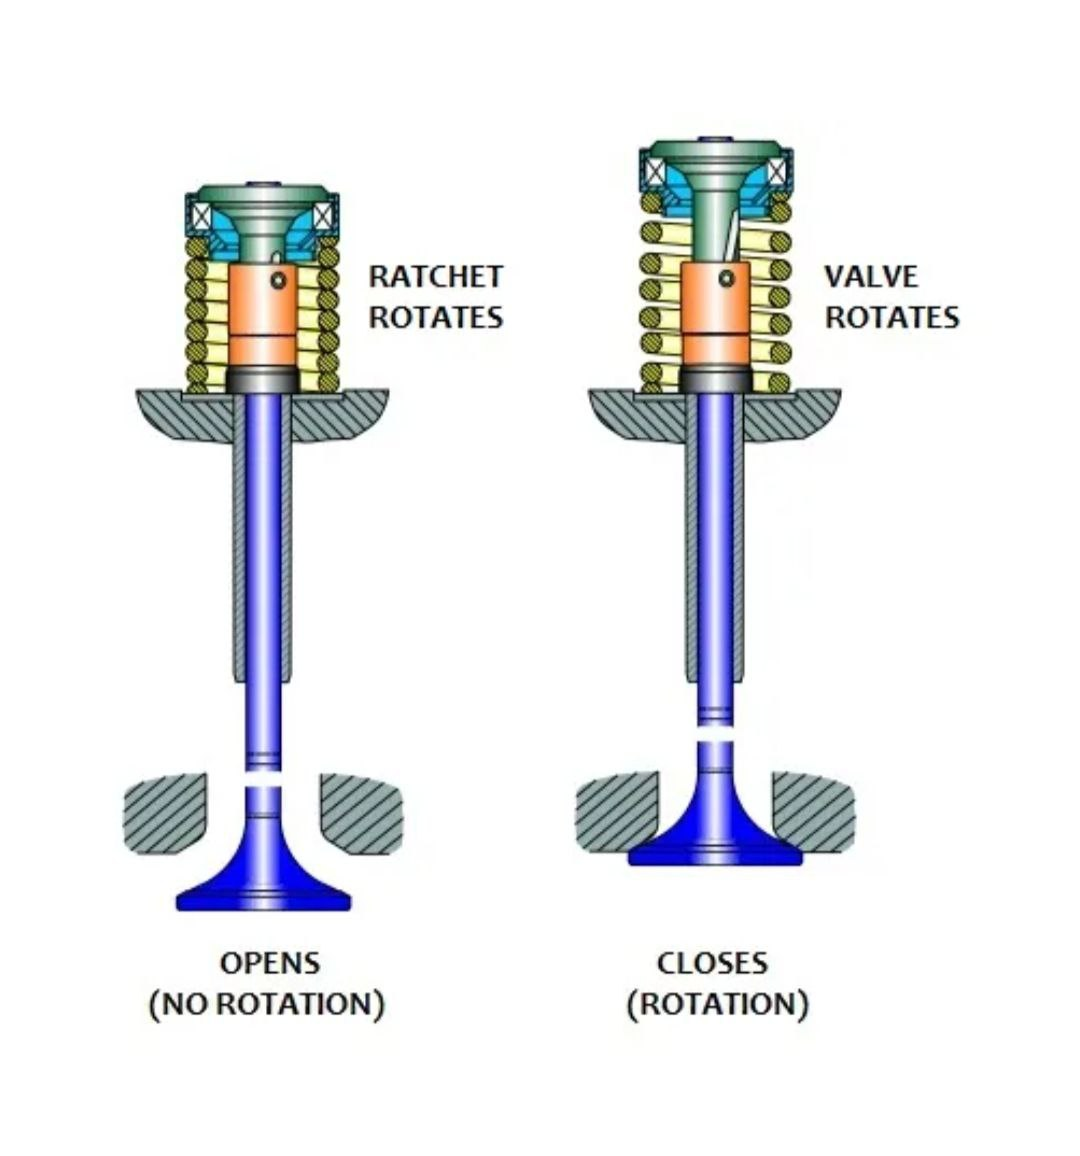 RATCHET
ROTATES
VALVE
ROTATES
OPENS
(NO ROTATION)
CLOSES
(ROTATION)